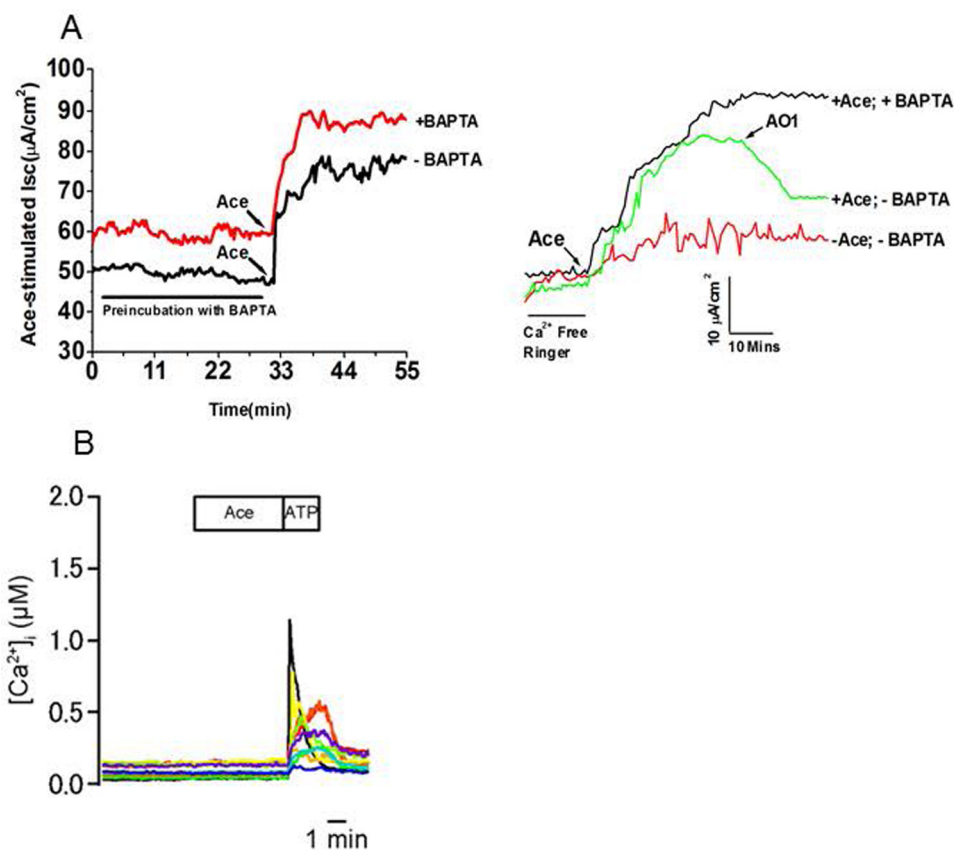 A
Ace-stimulated Isc(µA/cm²)
100
90
80
70
60
50
40
30
+BAPTA
- BAPTA
Ace
Ace
Preincubation with BAPTA
0 11 22 33 44 55
Time(min)
+Ace; + BAPTA
AO1
+Ace; - BAPTA
-Ace; - BAPTA
Ace
Ca²⁺ Free
Ringer
10 µA/cm²
10 Mins
B
[Ca²⁺]ᵢ (µM)
2.0
1.5
1.0
0.5
0.0
Ace ATP
1 min